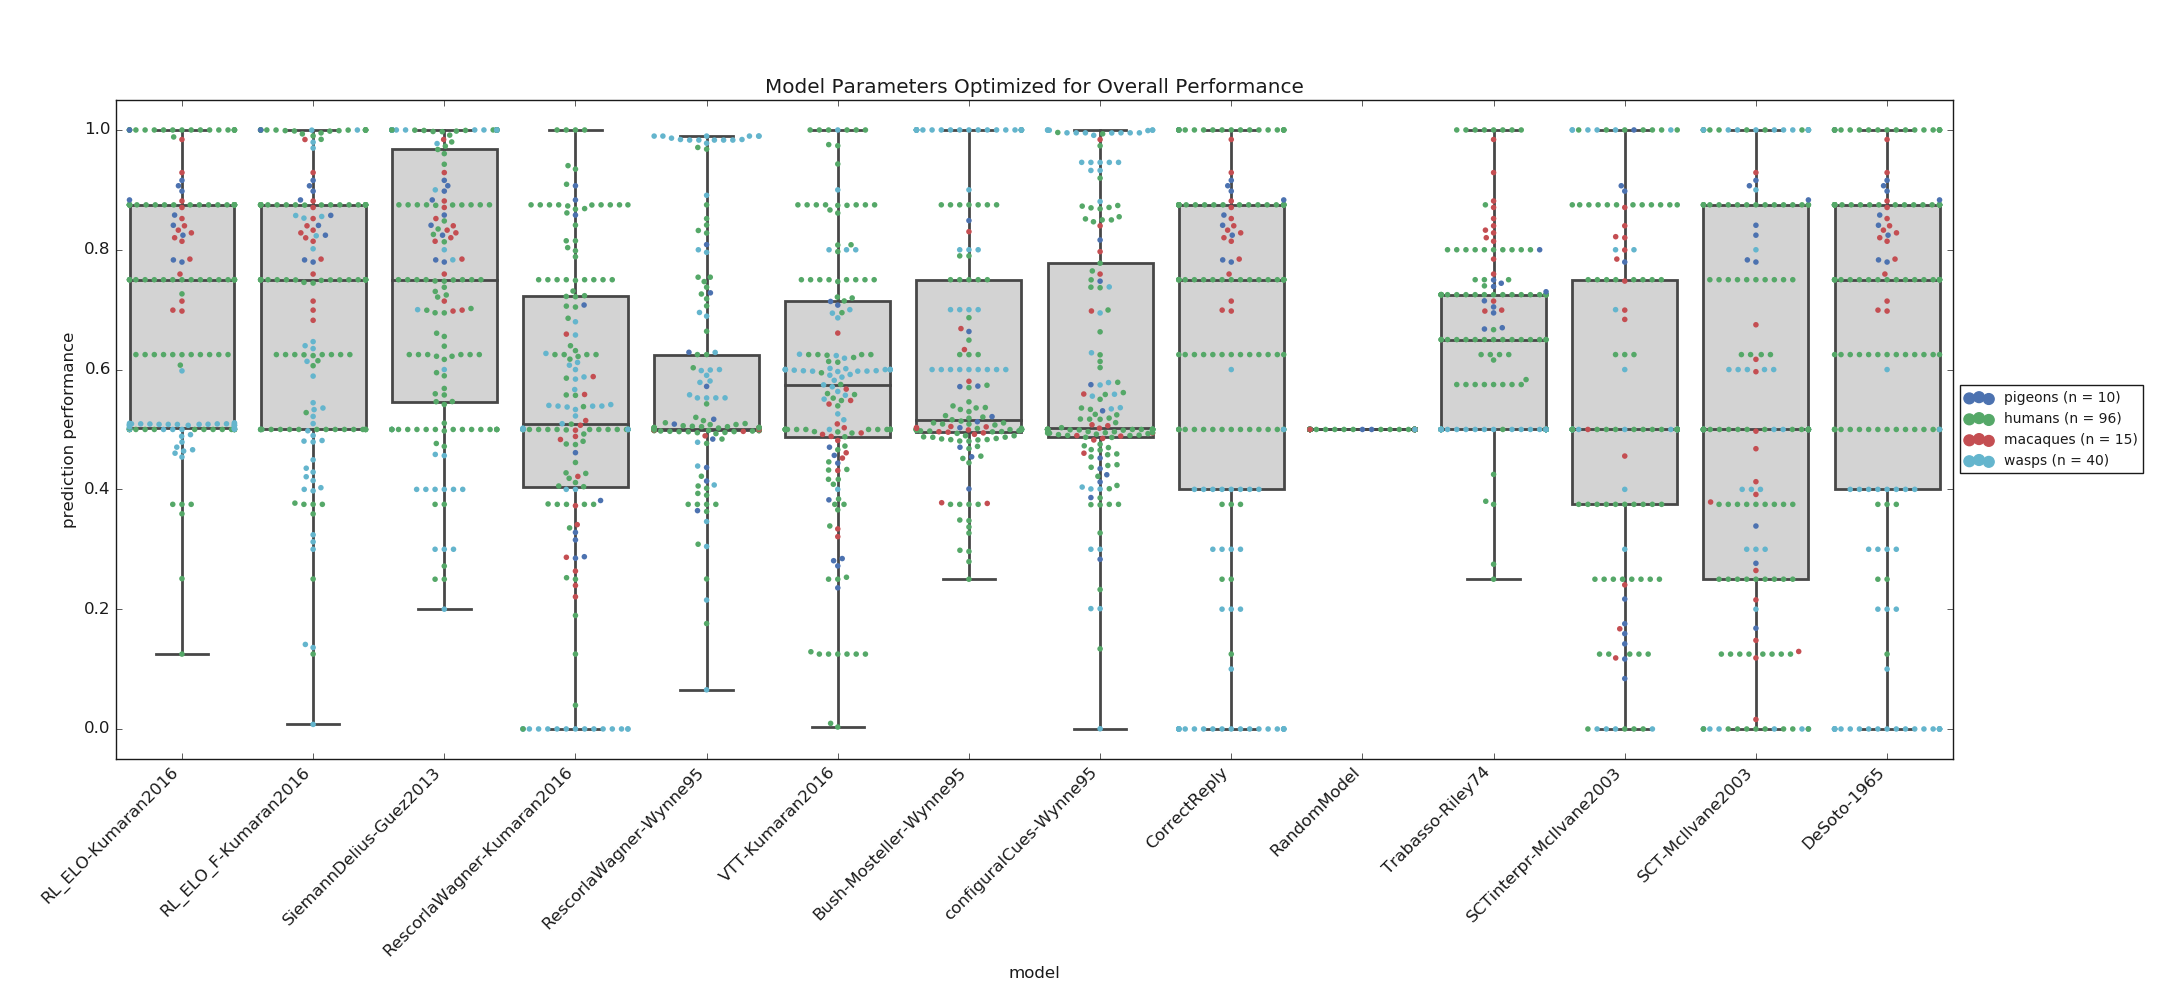 Model Parameters Optimized for Overall Performance
1.0
0.8
0.6
0.4
0.2
0.0
prediction performance
pigeons (n = 10)
humans (n = 96)
macaques (n = 15)
wasps (n = 40)
RL_ELO-Kumaran2016
RL_ELO_F-Kumaran2016
SiemannDelius-Guez2013
RescorlaWagner-Kumaran2016
RescorlaWagner-Wynne95
VTT-Kumaran2016
Bush-Mosteller-Wynne95
configuralCues-Wynne95
CorrectReply
RandomModel
Trabasso-Riley74
SCTinterpr-McIlvane2003
SCT-McIlvane2003
DeSoto-1965
model